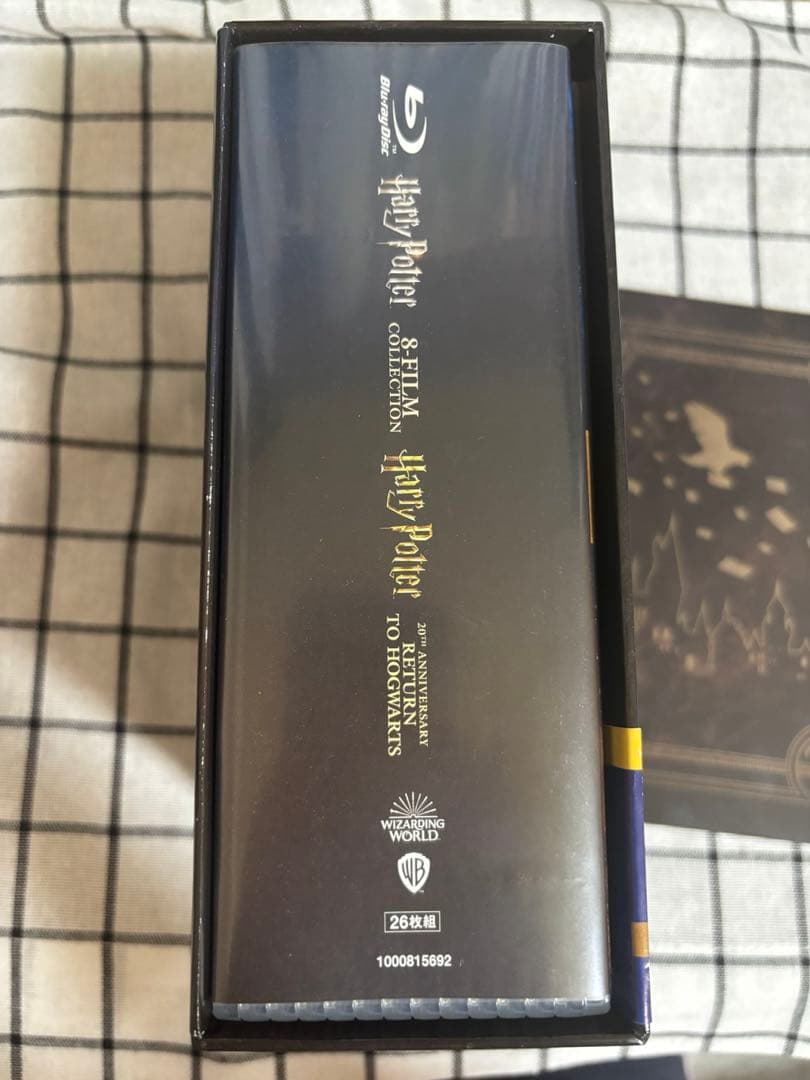 Blu-ray Disc™
Harry Potter
8-FILM
COLLECTION
Harry Potter
20TH ANNIVERSARY
RETURN
TO HOGWARTS
WIZARDING
WORLD
WB
26枚組
1000815692